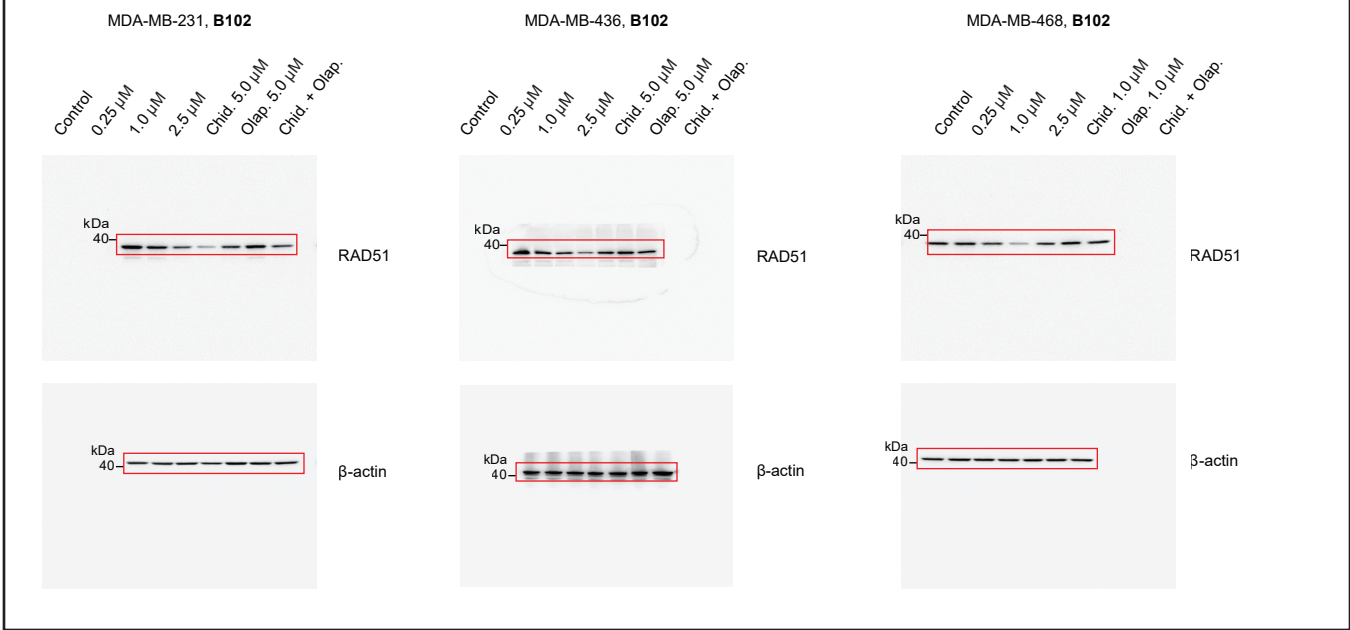 MDA-MB-231, B102
MDA-MB-436, B102
MDA-MB-468, B102
Control
0.25 µM
1.0 µM
2.5 µM
Chid. 5.0 µM
Olap. 5.0 µM
Chid. + Olap.
Control
0.25 µM
1.0 µM
2.5 µM
Chid. 5.0 µM
Olap. 5.0 µM
Chid. + Olap.
Control
0.25 µM
1.0 µM
2.5 µM
Chid. 1.0 µM
Olap. 1.0 µM
Chid. + Olap.
kDa
40
RAD51
kDa
40
RAD51
kDa
40
RAD51
kDa
40
β-actin
kDa
40
β-actin
kDa
40
β-actin